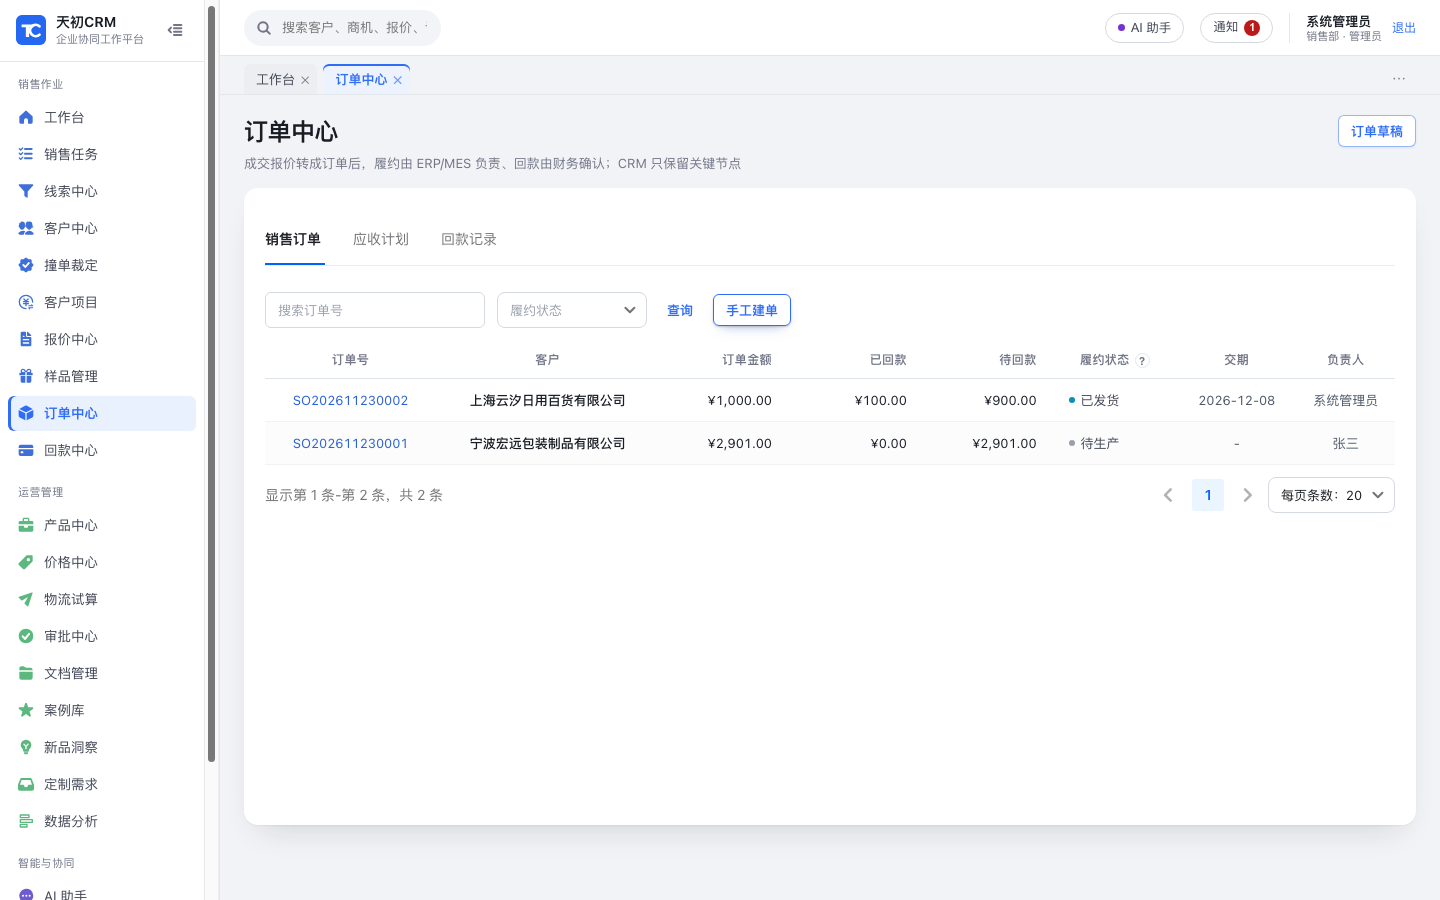 天初CRM
企业协同工作平台
销售作业
工作台
销售任务
线索中心
客户中心
撞单裁定
客户项目
报价中心
样品管理
订单中心
回款中心
运营管理
产品中心
价格中心
物流试算
审批中心
文档管理
案例库
新品洞察
定制需求
数据分析
智能与协同
AI 助手
搜索客户、商机、报价、
AI 助手
通知 1
系统管理员
销售部 · 管理员
退出
工作台
订单中心
···
订单中心
订单草稿
成交报价转成订单后，履约由 ERP/MES 负责、回款由财务确认；CRM 只保留关键节点
销售订单 应收计划 回款记录
搜索订单号 履约状态 查询 手工建单
订单号 客户 订单金额 已回款 待回款 履约状态 ? 交期 负责人
SO202611230002 上海云汐日用百货有限公司 ¥1,000.00 ¥100.00 ¥900.00 已发货 2026-12-08 系统管理员
SO202611230001 宁波宏远包装制品有限公司 ¥2,901.00 ¥0.00 ¥2,901.00 待生产 - 张三
显示第 1 条-第 2 条，共 2 条
1
每页条数：20